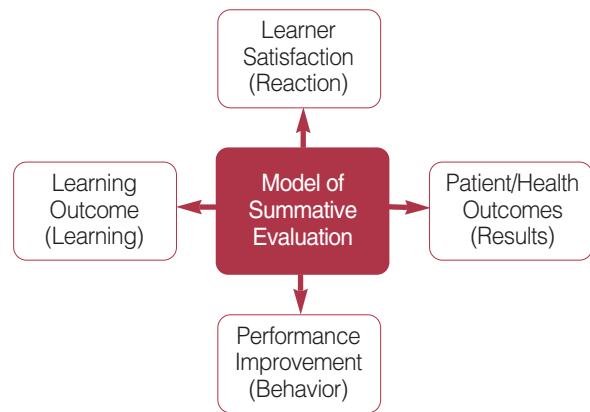 Learner
Satisfaction
(Reaction)
Learning
Outcome
(Learning)
Model of
Summative
Evaluation
Patient/Health
Outcomes
(Results)
Performance
Improvement
(Behavior)